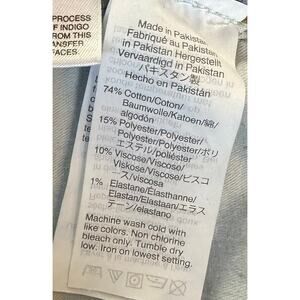 PROCESS
F INDIGO
FROM THIS
ANSFER
ACES.
Made in Pakistan
Fabriqué au Pakistan
in Pakistan
Vervaardigd in Pakistan
パキスタン製
Hecho en Pakistán
74% Cotton/Coton/
Baumwolle/Katoen/綿/
algodón
15% Polyester/Polyester/
Polyester/Polyester/ポリ
エステル/poliéster
10% Viscose/Viscose/
Viskose/Viscose/ビスコ
ース/viscosa
1% Elastane/Élasthanne/
Elastan/Elastaan/エラス
テーン/elastano
Machine wash cold with
like colors. Non chlorine
bleach only. Tumble dry
low. Iron on lowest setting.